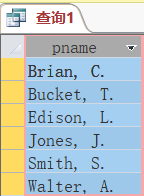 查询1
pname
Brian, C.
Bucket, T.
Edison, L.
Jones, J.
Smith, S.
Walter, A.